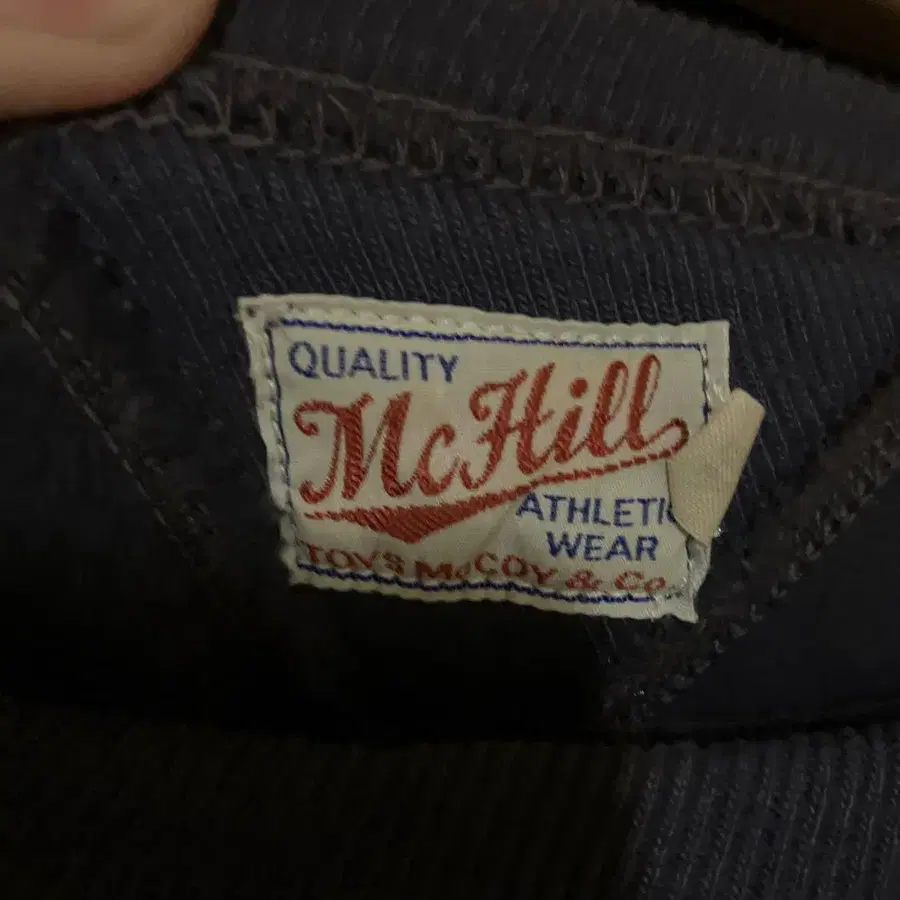 QUALITY
McHill
ATHLETIC
WEAR
TOYS McCOY & Co.